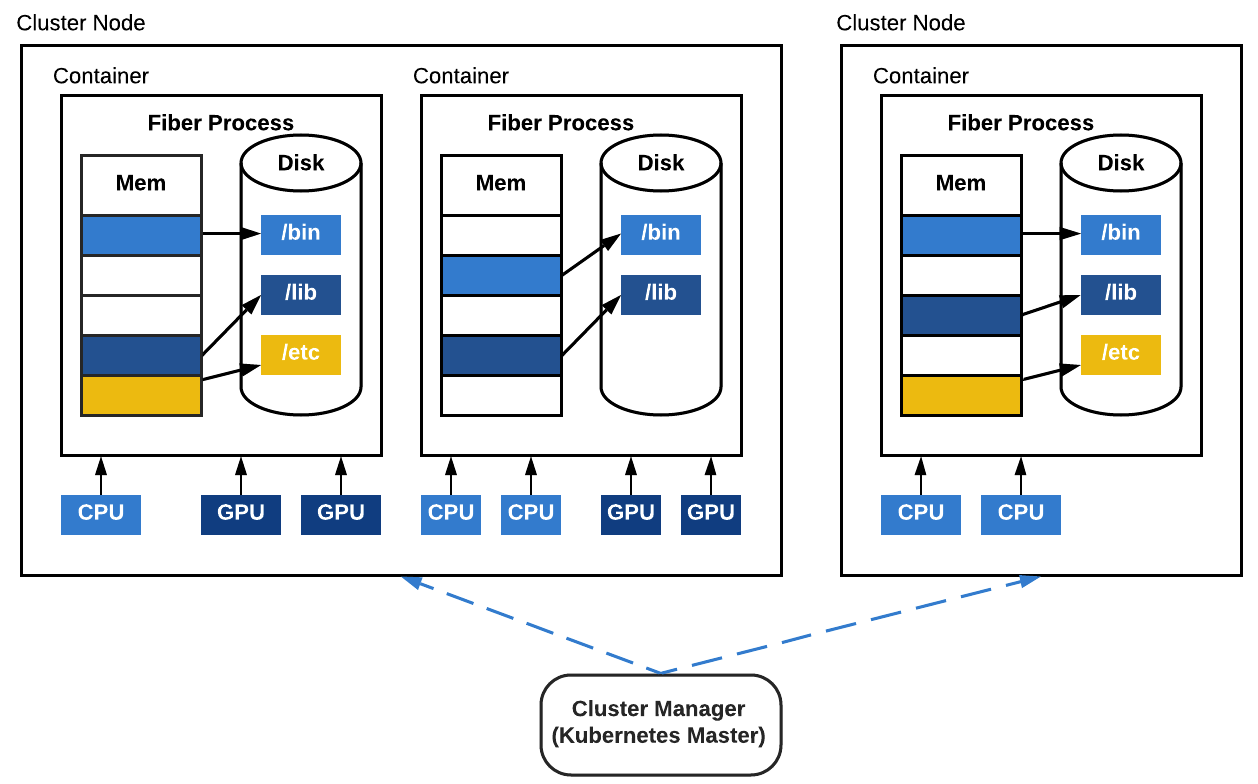 Cluster Node
Container
Fiber Process
Mem
Disk
/bin
/lib
/etc
CPU
GPU
GPU
Container
Fiber Process
Mem
Disk
/bin
/lib
CPU
CPU
GPU
GPU
Cluster Node
Container
Fiber Process
Mem
Disk
/bin
/lib
/etc
CPU
CPU
Cluster Manager
(Kubernetes Master)